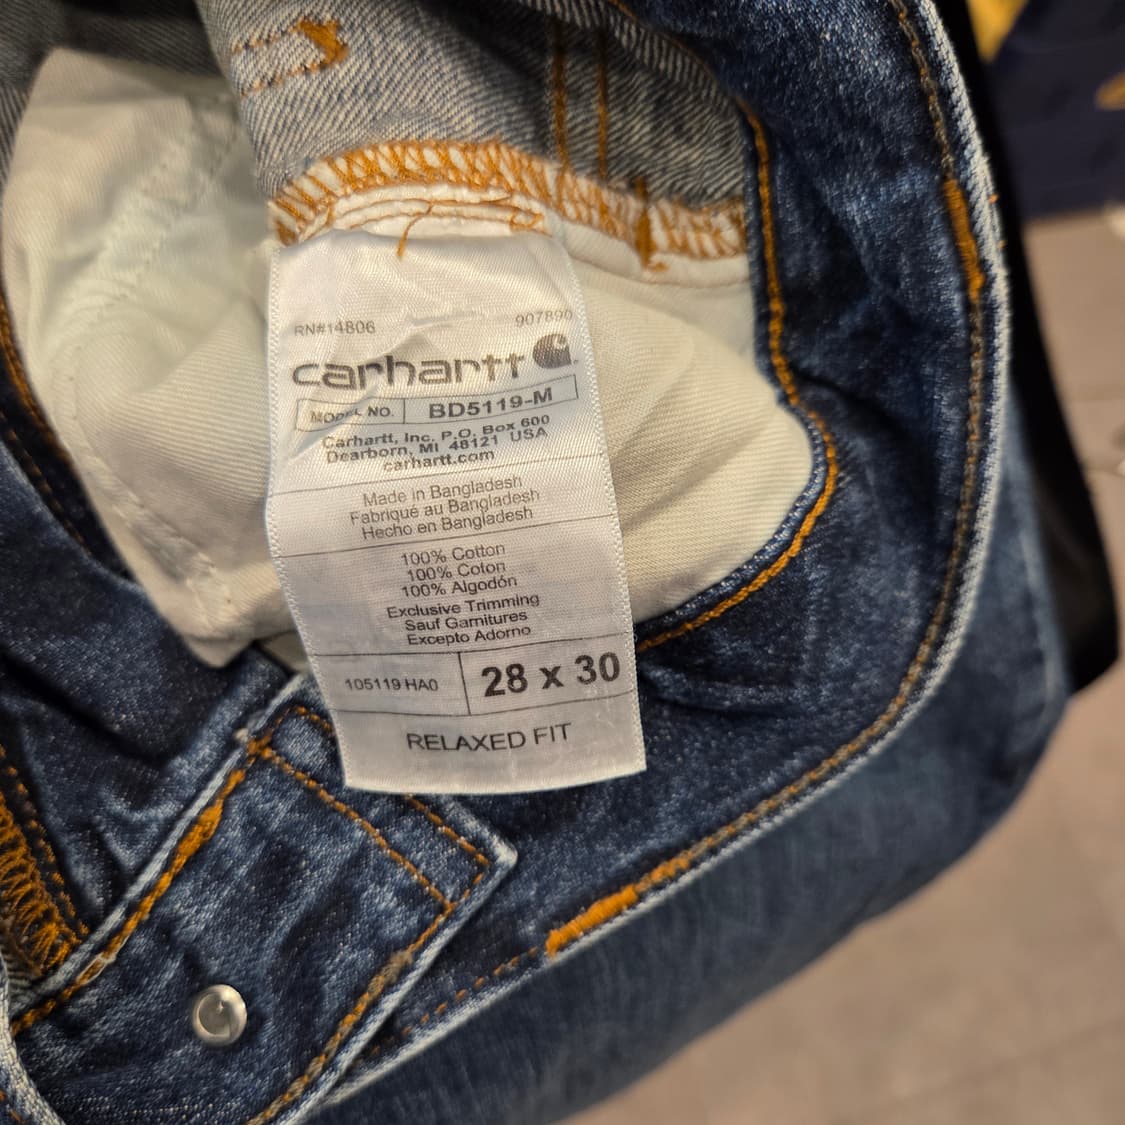 RN#14806 907890
carhartt
MODEL NO. BD5119-M
Carhartt, Inc. P.O. Box 600
Dearborn, MI 48121 USA
carhartt.com
Made in Bangladesh
Fabriqué au Bangladesh
Hecho en Bangladesh
100% Cotton
100% Coton
100% Algodón
Exclusive Trimming
Sauf Garnitures
Excepto Adorno
105119 HA0 28 x 30
RELAXED FIT